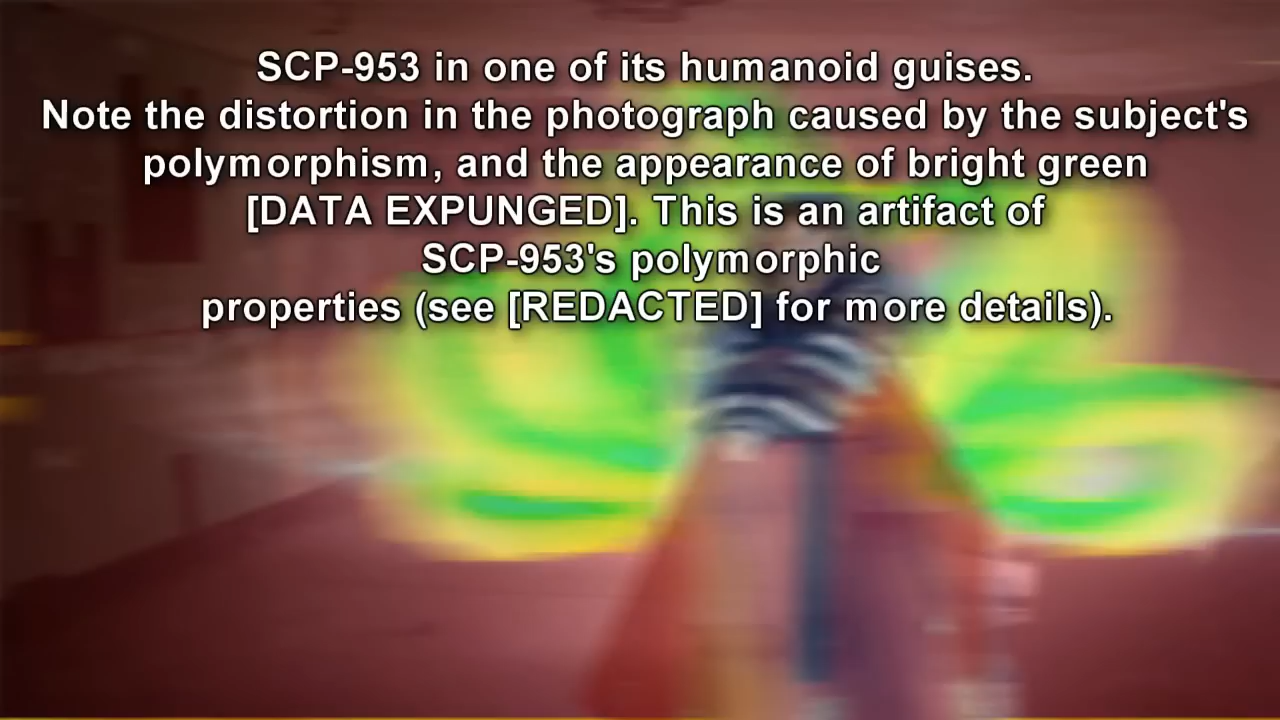 SCP-953 in one of its humanoid guises.
Note the distortion in the photograph caused by the subject's
polymorphism, and the appearance of bright green
[DATA EXPUNGED]. This is an artifact of
SCP-953's polymorphic
properties (see [REDACTED] for more details).